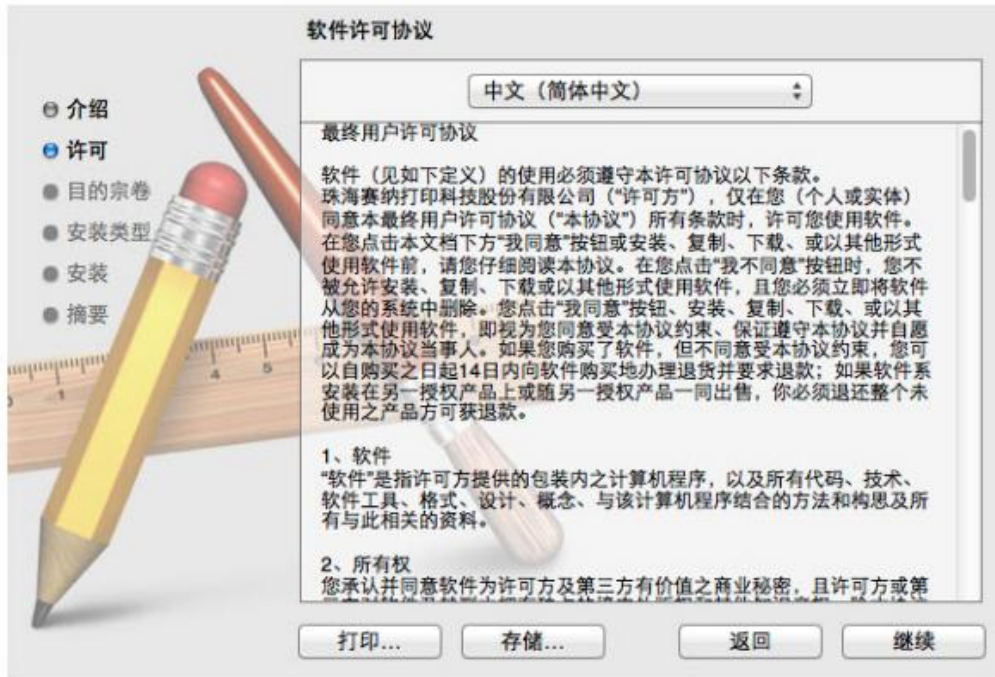 软件许可协议
介绍
许可
目的宗卷
安装类型
安装
摘要
中文（简体中文）
最终用户许可协议
软件（见如下定义）的使用必须遵守本许可协议以下条款。
珠海赛纳打印科技股份有限公司（“许可方”），仅在您（个人或实体）
同意本最终用户许可协议（“本协议”）所有条款时，许可您使用软件。
在您点击本文档下方“我同意”按钮或安装、复制、下载、或以其他形式
使用软件前，请您仔细阅读本协议。在您点击“我不同意”按钮时，您不
被允许安装、复制、下载或以其他形式使用软件，且您必须立即将软件
从您的系统中删除。您点击“我同意”按钮、安装、复制、下载、或以其
他形式使用软件，即视为您同意受本协议约束、保证遵守本协议并自愿
成为本协议当事人。如果您购买了软件，但不同意受本协议约束，您可
以自购买之日起14日内向软件购买地办理退货并要求退款；如果软件系
安装在另一授权产品上或随另一授权产品一同出售，你必须退还整个未
使用之产品方可获退款。
1、软件
“软件”是指许可方提供的包装内之计算机程序，以及所有代码、技术、
软件工具、格式、设计、概念、与该计算机程序结合的方法和构思及所
有与此相关的资料。
2、所有权
您承认并同意软件为许可方及第三方有价值之商业秘密，且许可方或第
打印...
存储...
返回
继续
1
4
5